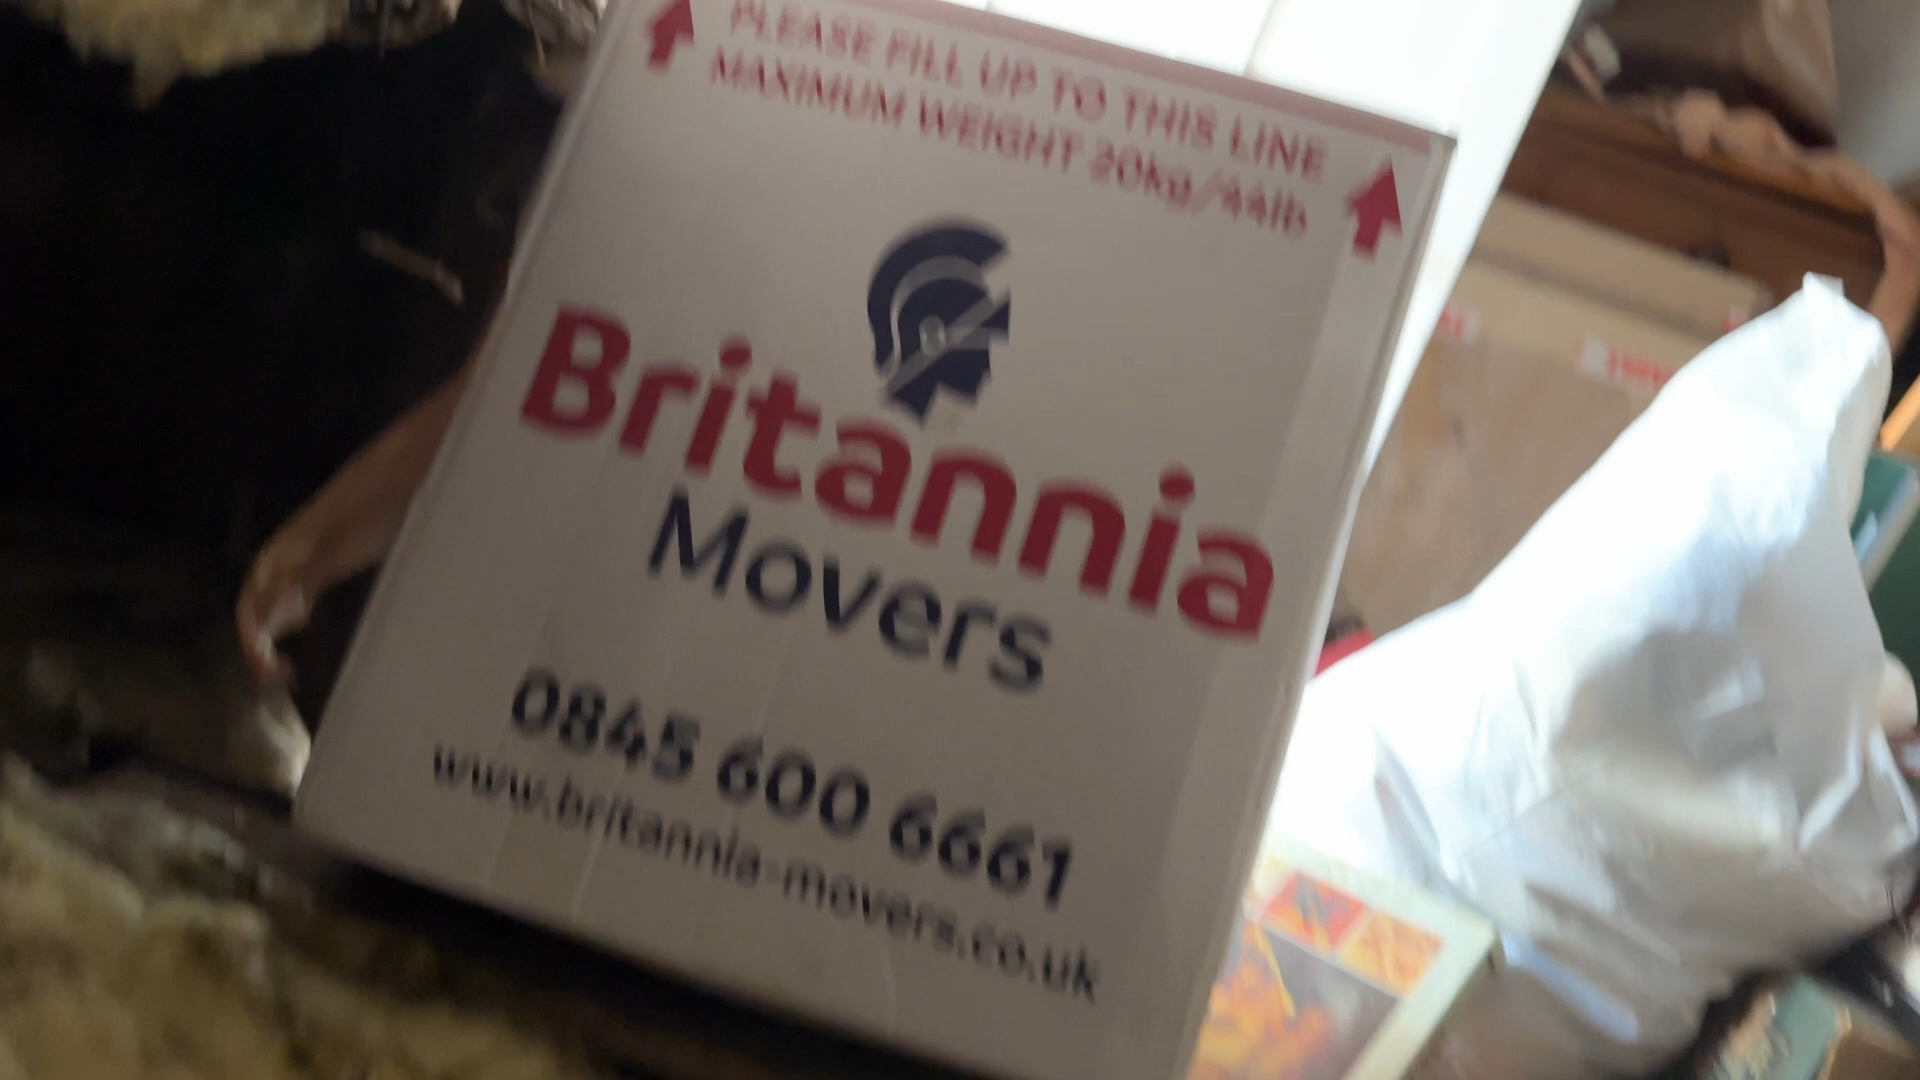 PLEASE FILL UP TO THIS LINE
MAXIMUM WEIGHT 20kg/44lb
Britannia
Movers
0845 600 6661
www.britannia-movers.co.uk